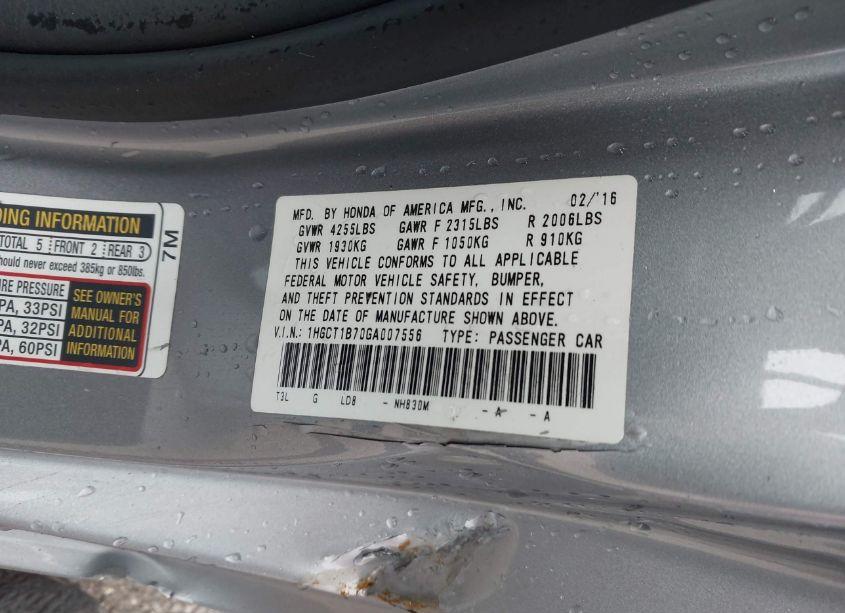 DING INFORMATION
TOTAL 5 FRONT 2 REAR 3
hould never exceed 385kg or 850lbs.
RE PRESSURE
PA, 33PSI
PA, 32PSI
PA, 60PSI
SEE OWNER'S
MANUAL FOR
ADDITIONAL
INFORMATION
7M
MFD. BY HONDA OF AMERICA MFG., INC. 02/'16
GVWR 4255LBS GAWR F 2315LBS R 2006LBS
GVWR 1930KG GAWR F 1050KG R 910KG
THIS VEHICLE CONFORMS TO ALL APPLICABLE
FEDERAL MOTOR VEHICLE SAFETY, BUMPER,
AND THEFT PREVENTION STANDARDS IN EFFECT
ON THE DATE OF MANUFACTURE SHOWN ABOVE.
V.I.N.: 1HGCT1B70GA007556 TYPE: PASSENGER CAR
T3L G LD8 - NH830M - A - A